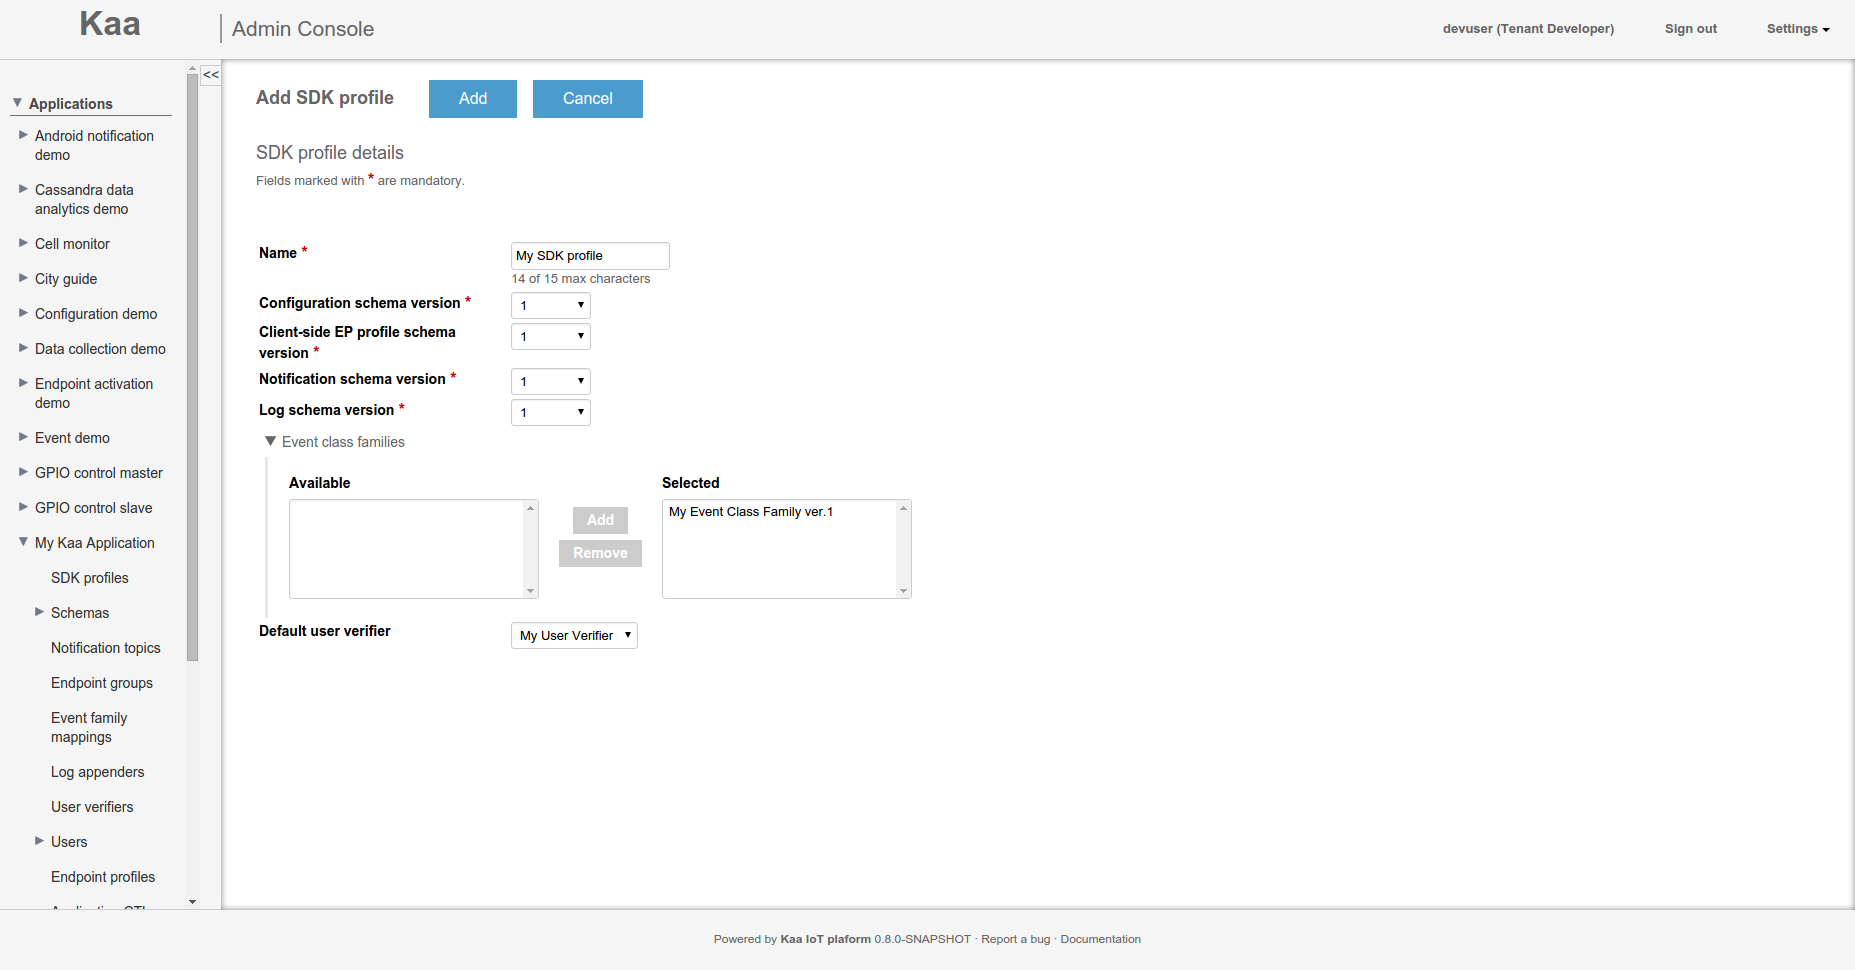 Kaa
Admin Console
devuser (Tenant Developer)
Sign out
Settings
<<
Applications
Android notification
demo
Cassandra data
analytics demo
Cell monitor
City guide
Configuration demo
Data collection demo
Endpoint activation
demo
Event demo
GPIO control master
GPIO control slave
My Kaa Application
SDK profiles
Schemas
Notification topics
Endpoint groups
Event family
mappings
Log appenders
User verifiers
Users
Endpoint profiles
Add SDK profile
Add
Cancel
SDK profile details
Fields marked with * are mandatory.
Name *
My SDK profile
14 of 15 max characters
Configuration schema version *
1
Client-side EP profile schema
version *
1
Notification schema version *
1
Log schema version *
1
Event class families
Available
Add
Remove
Selected
My Event Class Family ver.1
Default user verifier
My User Verifier
Powered by Kaa IoT plaform 0.8.0-SNAPSHOT · Report a bug · Documentation